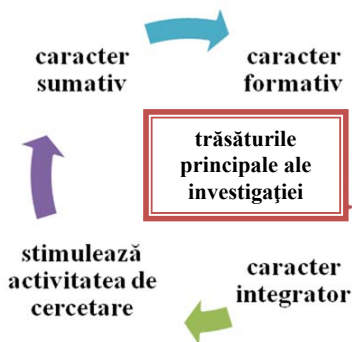 caracter
sumativ
caracter
formativ
trăsăturile
principale ale
investigaţiei
stimulează
activitatea de
cercetare
caracter
integrator